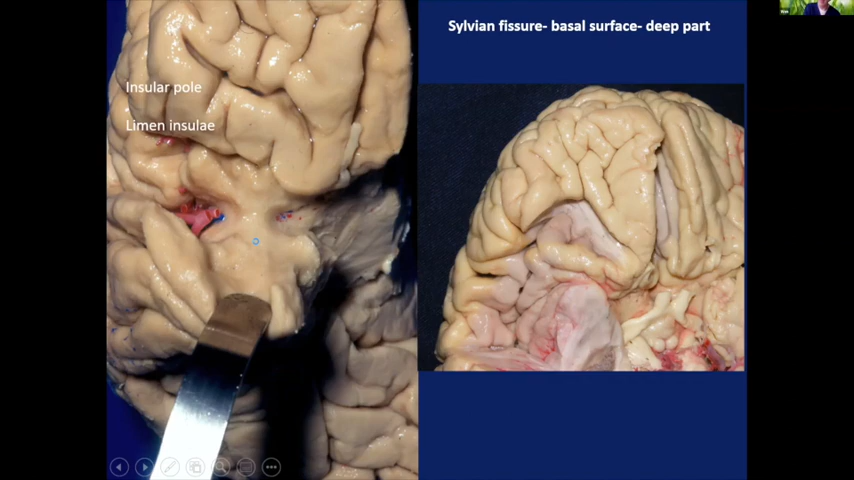 Sylvian fissure- basal surface- deep part
Insular pole
Limen insulae